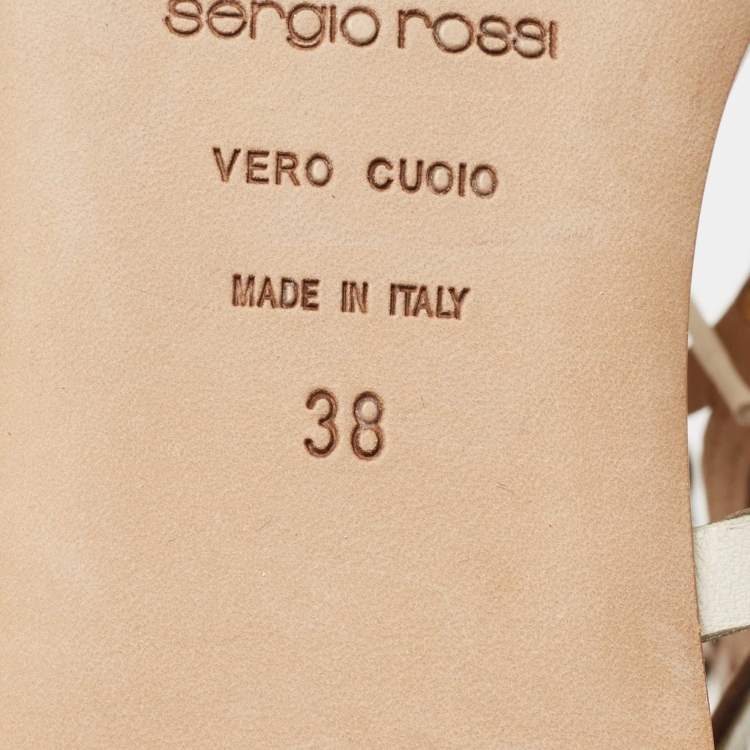 sergio rossi
VERO CUOIO
MADE IN ITALY
38